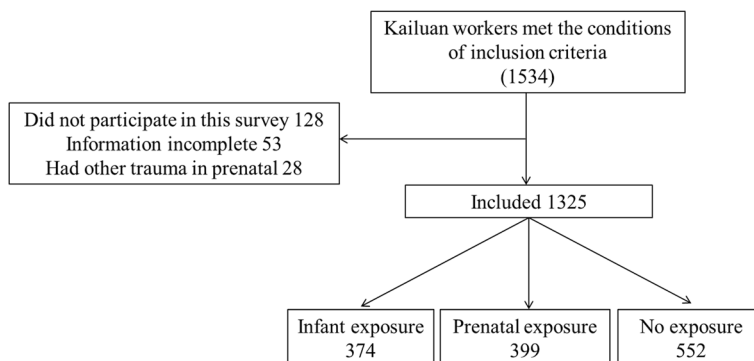 Kailuan workers met the conditions
of inclusion criteria
(1534)
Did not participate in this survey 128
Information incomplete 53
Had other trauma in prenatal 28
Included 1325
Infant exposure
374
Prenatal exposure
399
No exposure
552